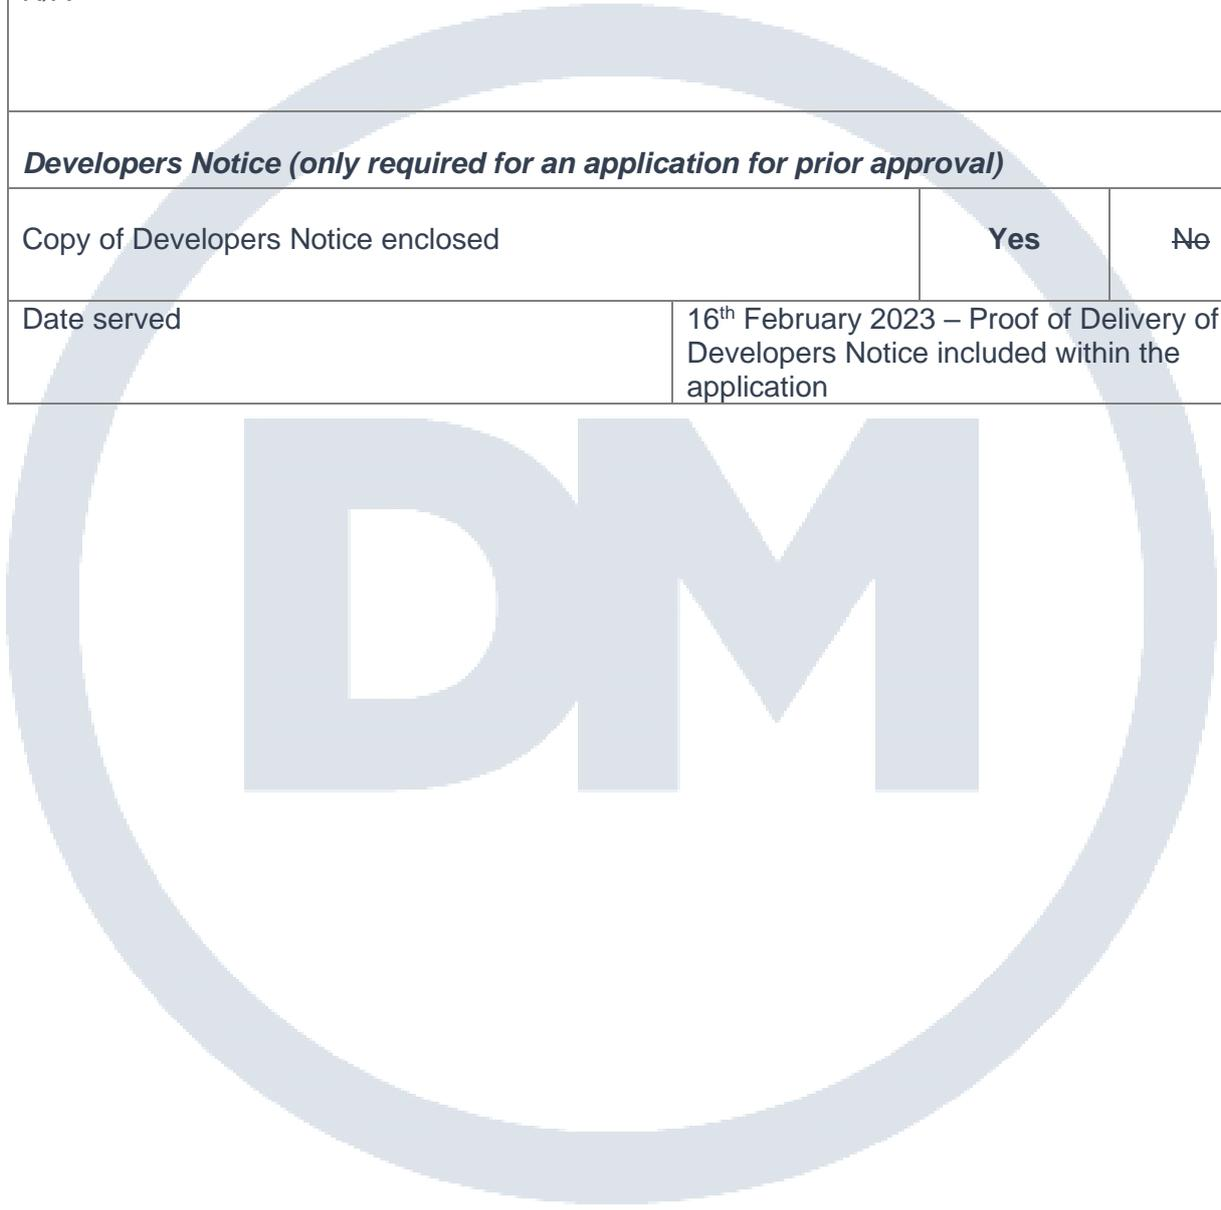 Developers Notice (only required for an application for prior approval)
Copy of Developers Notice enclosed Yes No
Date served
16th February 2023 – Proof of Delivery of
Developers Notice included within the
application
DM